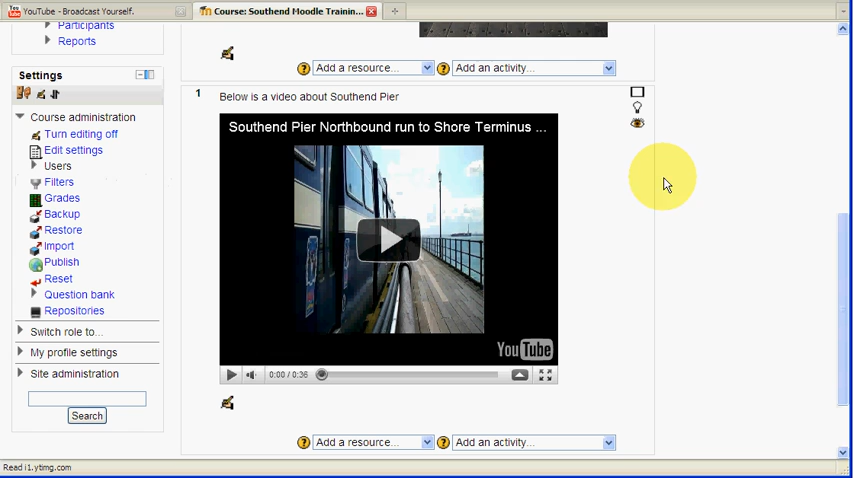 YouTube - Broadcast Yourself.
Course: Southend Moodle Trainin...
Participants
Reports
Add a resource...
Add an activity...
Settings
Course administration
Turn editing off
Edit settings
Users
Filters
Grades
Backup
Restore
Import
Publish
Reset
Question bank
Repositories
Switch role to...
My profile settings
Site administration
Search
1
Below is a video about Southend Pier
Southend Pier Northbound run to Shore Terminus ...
YouTube
0:00 / 0:36
Add a resource...
Add an activity...
Read i1.ytimg.com